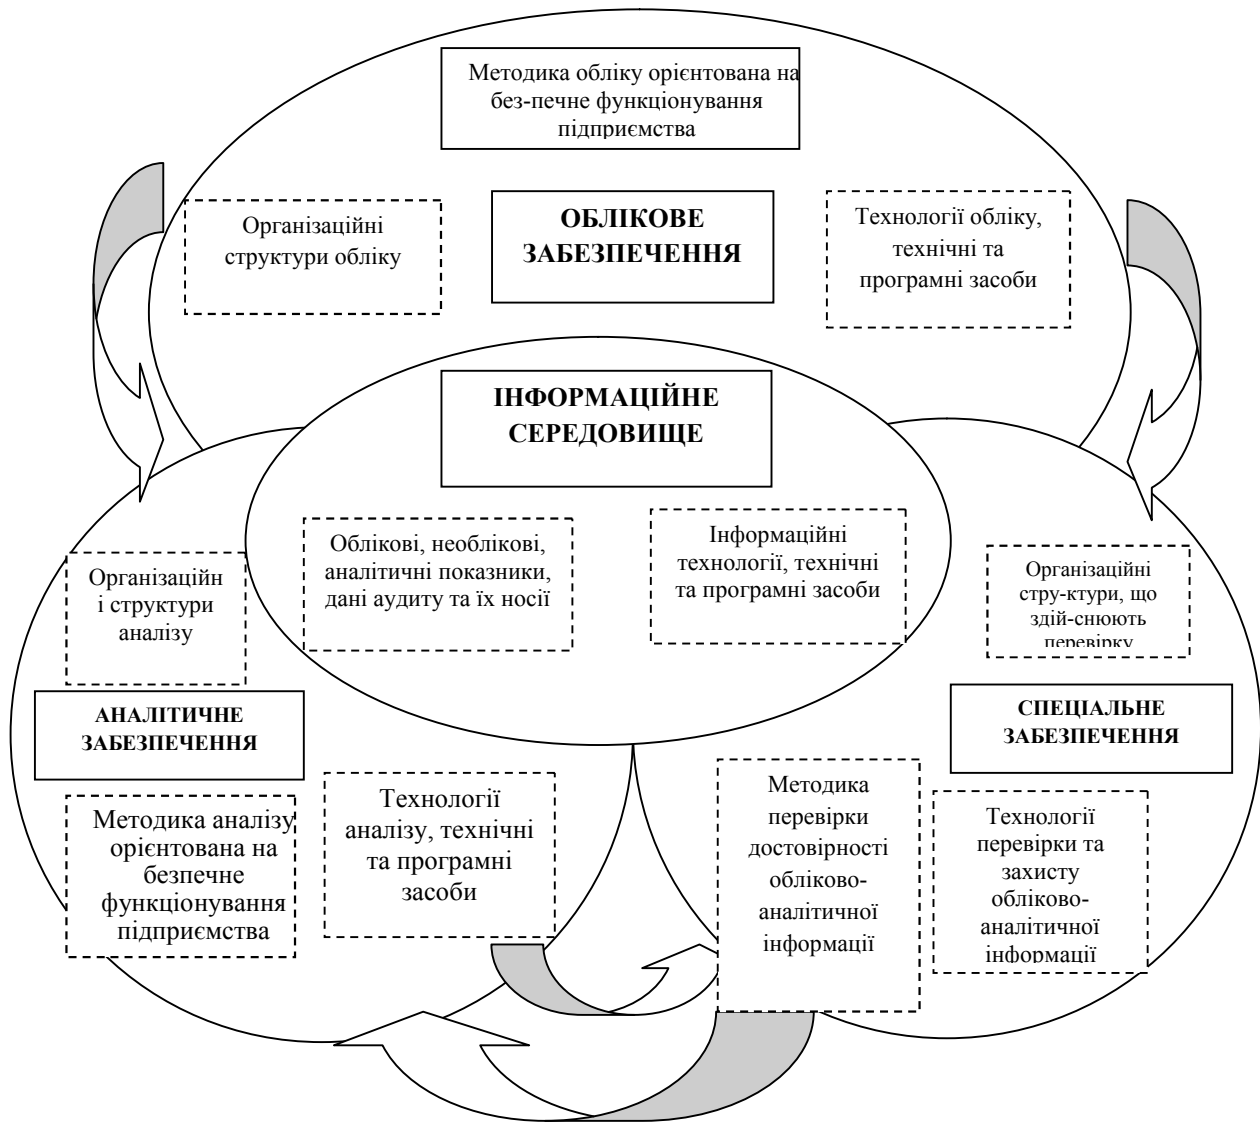 Методика обліку орієнтована на
без-печне функціонування
підприємства
Організаційні
структури обліку
ОБЛІКОВЕ
ЗАБЕЗПЕЧЕННЯ
Технології обліку,
технічні та
програмні засоби
ІНФОРМАЦІЙНЕ
СЕРЕДОВИЩЕ
Облікові, необлікові,
аналітичні показники,
дані аудиту та їх носії
Інформаційні
технології, технічні
та програмні засоби
Організаційн
і структури
аналізу
Організаційні
стру-ктури, що
здій-снюють
перевірку
АНАЛІТИЧНЕ
ЗАБЕЗПЕЧЕННЯ
СПЕЦІАЛЬНЕ
ЗАБЕЗПЕЧЕННЯ
Методика аналізу
орієнтована на
безпечне
функціонування
підприємства
Технології
аналізу, технічні
та програмні
засоби
Методика
перевірки
достовірності
обліково-
аналітичної
інформації
Технології
перевірки та
захисту
обліково-
аналітичної
інформації